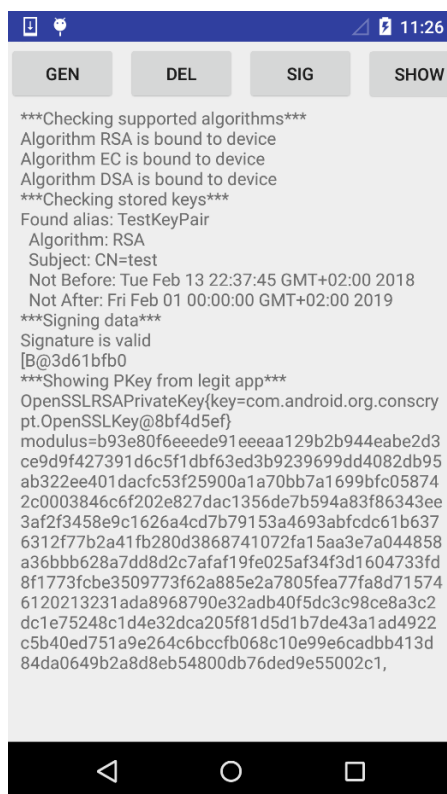 11:26
GEN DEL SIG SHOW
***Checking supported algorithms***
Algorithm RSA is bound to device
Algorithm EC is bound to device
Algorithm DSA is bound to device
***Checking stored keys***
Found alias: TestKeyPair
Algorithm: RSA
Subject: CN=test
Not Before: Tue Feb 13 22:37:45 GMT+02:00 2018
Not After: Fri Feb 01 00:00:00 GMT+02:00 2019
***Signing data***
Signature is valid
[B@3d61bfb0
***Showing PKey from legit app***
OpenSSLRSAPrivateKey{key=com.android.org.conscry
pt.OpenSSLKey@8bf4d5ef}
modulus=b93e80f6eeede91eeeaa129b2b944eabe2d3
ce9d9f427391d6c5f1dbf63ed3b9239699dd4082db95
ab322ee401dacfc53f25900a1a70bb7a1699bfc05874
2c0003846c6f202e827dac1356de7b594a83f86343ee
3af2f3458e9c1626a4cd7b79153a4693abfcdc61b637
6312f77b2a41fb280d3868741072fa15aa3e7a044858
a36bbb628a7dd8d2c7afaf19fe025af34f3d1604733fd
8f1773fcbe3509773f62a885e2a7805fea77fa8d71574
6120213231ada8968790e32adb40f5dc3c98ce8a3c2
dc1e75248c1d4e32dca205f81d5d1b7de43a1ad4922
c5b40ed751a9e264c6bccfb068c10e99e6cadbb413d
84da0649b2a8d8eb54800db76ded9e55002c1,